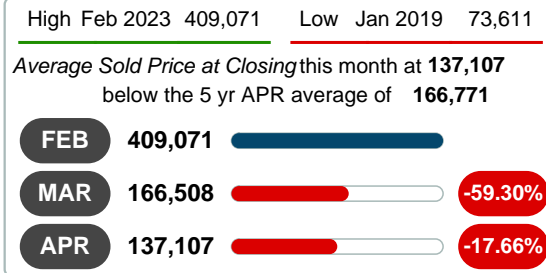 High Feb 2023 409,071 Low Jan 2019 73,611
Average Sold Price at Closing this month at 137,107
below the 5 yr APR average of 166,771
FEB 409,071
MAR 166,508 -59.30%
APR 137,107 -17.66%